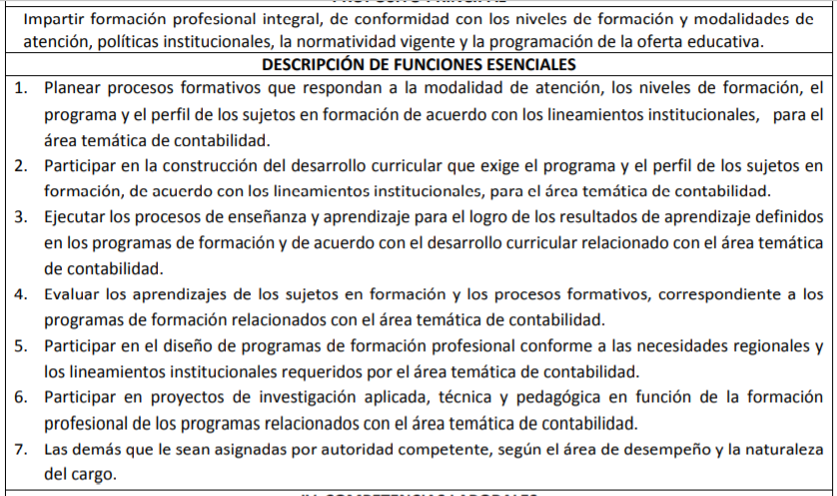 Impartir formación profesional integral, de conformidad con los niveles de formación y modalidades de
atención, políticas institucionales, la normatividad vigente y la programación de la oferta educativa.
DESCRIPCIÓN DE FUNCIONES ESENCIALES
1. Planear procesos formativos que respondan a la modalidad de atención, los niveles de formación, el
programa y el perfil de los sujetos en formación de acuerdo con los lineamientos institucionales, para el
área temática de contabilidad.
2. Participar en la construcción del desarrollo curricular que exige el programa y el perfil de los sujetos en
formación, de acuerdo con los lineamientos institucionales, para el área temática de contabilidad.
3. Ejecutar los procesos de enseñanza y aprendizaje para el logro de los resultados de aprendizaje definidos
en los programas de formación y de acuerdo con el desarrollo curricular relacionado con el área temática
de contabilidad.
4. Evaluar los aprendizajes de los sujetos en formación y los procesos formativos, correspondiente a los
programas de formación relacionados con el área temática de contabilidad.
5. Participar en el diseño de programas de formación profesional conforme a las necesidades regionales y
los lineamientos institucionales requeridos por el área temática de contabilidad.
6. Participar en proyectos de investigación aplicada, técnica y pedagógica en función de la formación
profesional de los programas relacionados con el área temática de contabilidad.
7. Las demás que le sean asignadas por autoridad competente, según el área de desempeño y la naturaleza
del cargo.